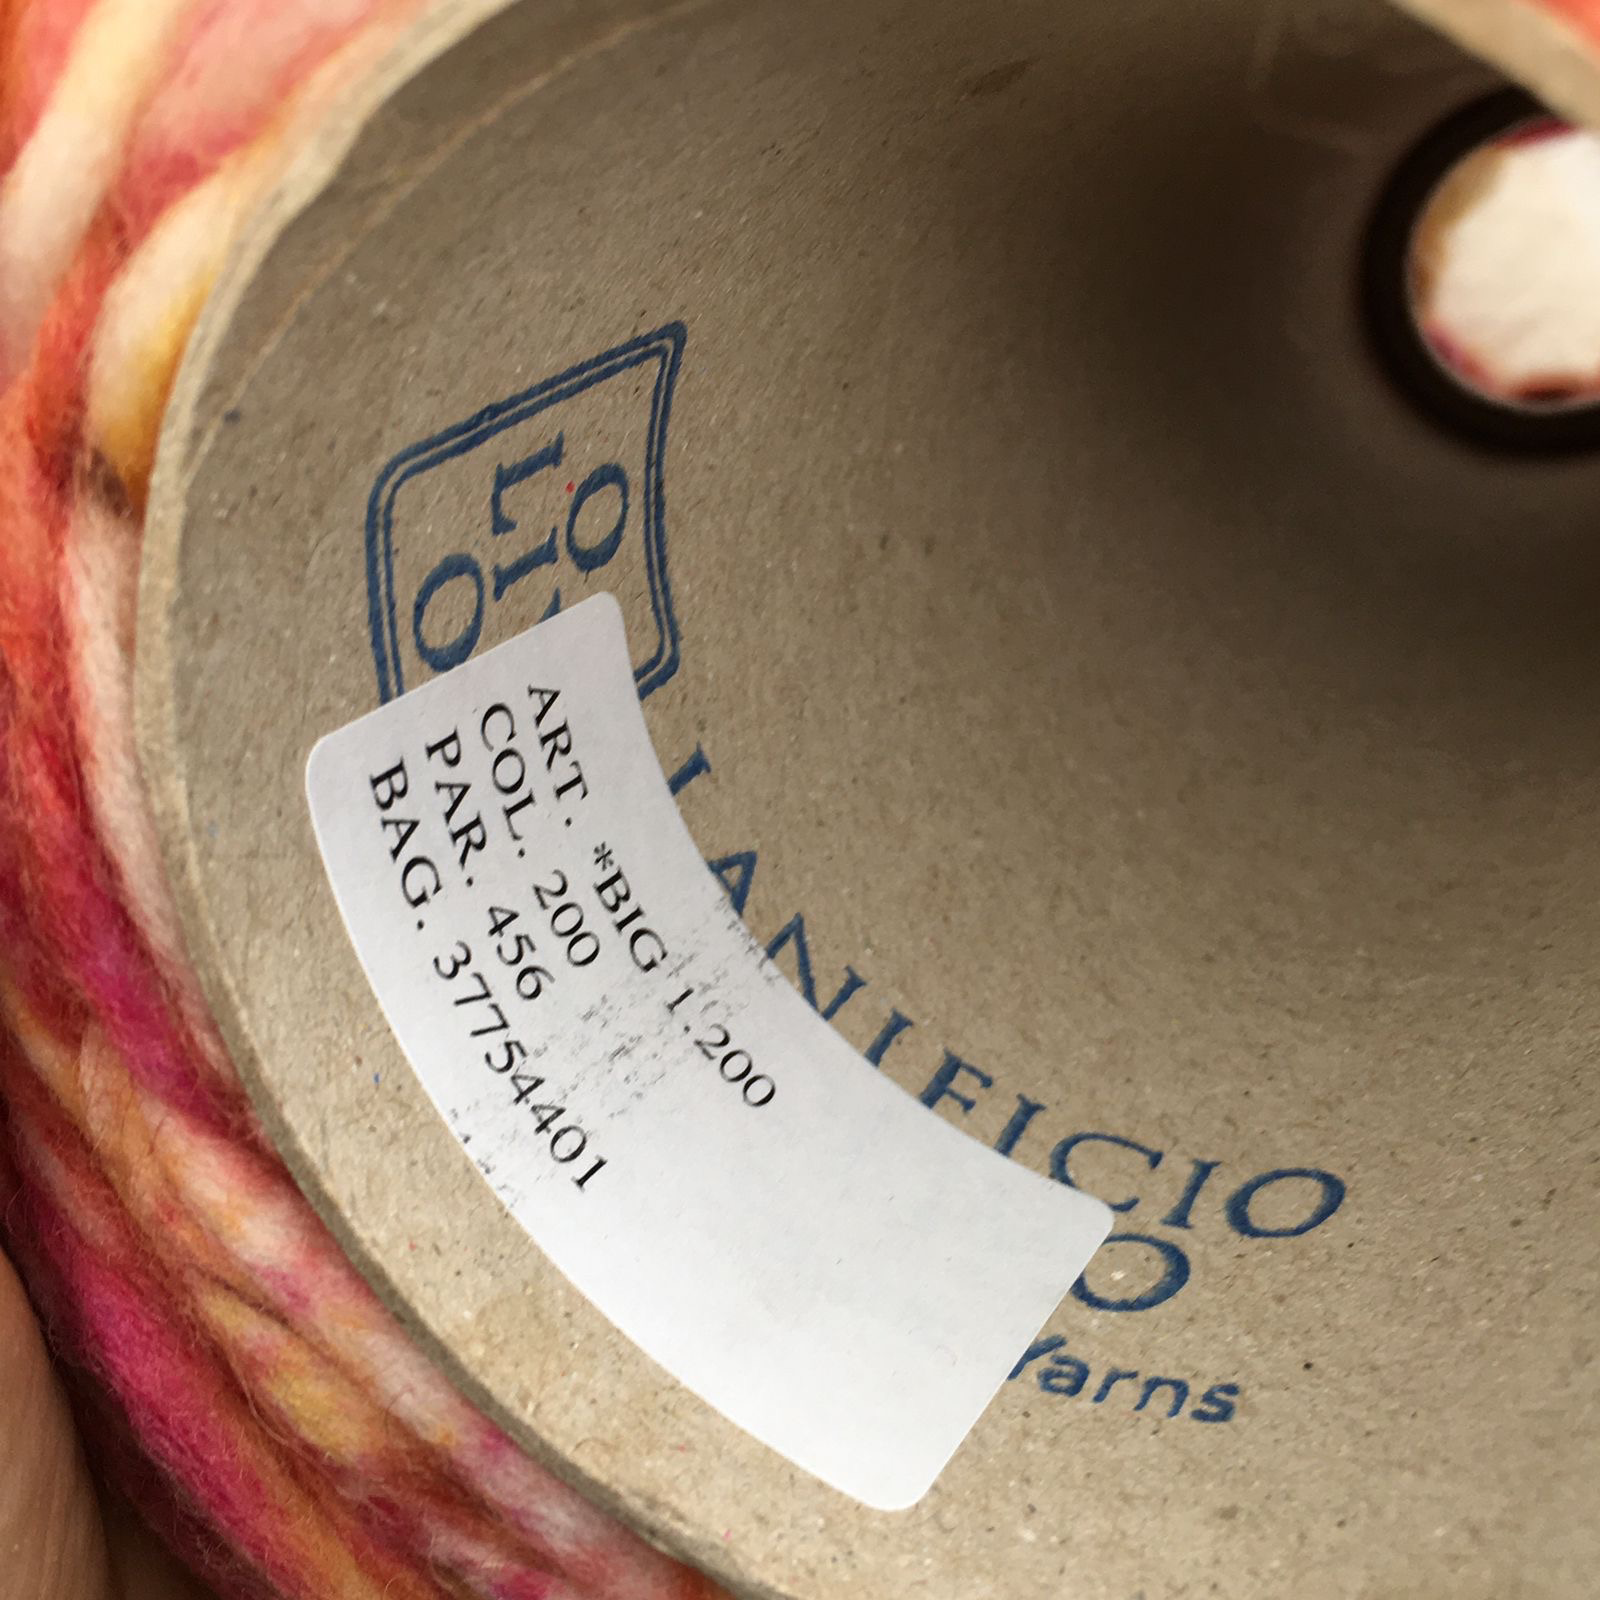 LANIFICIO
Yarns
ART. *BIG 1.200
COL. 200
PAR. 456
BAG. 37754401